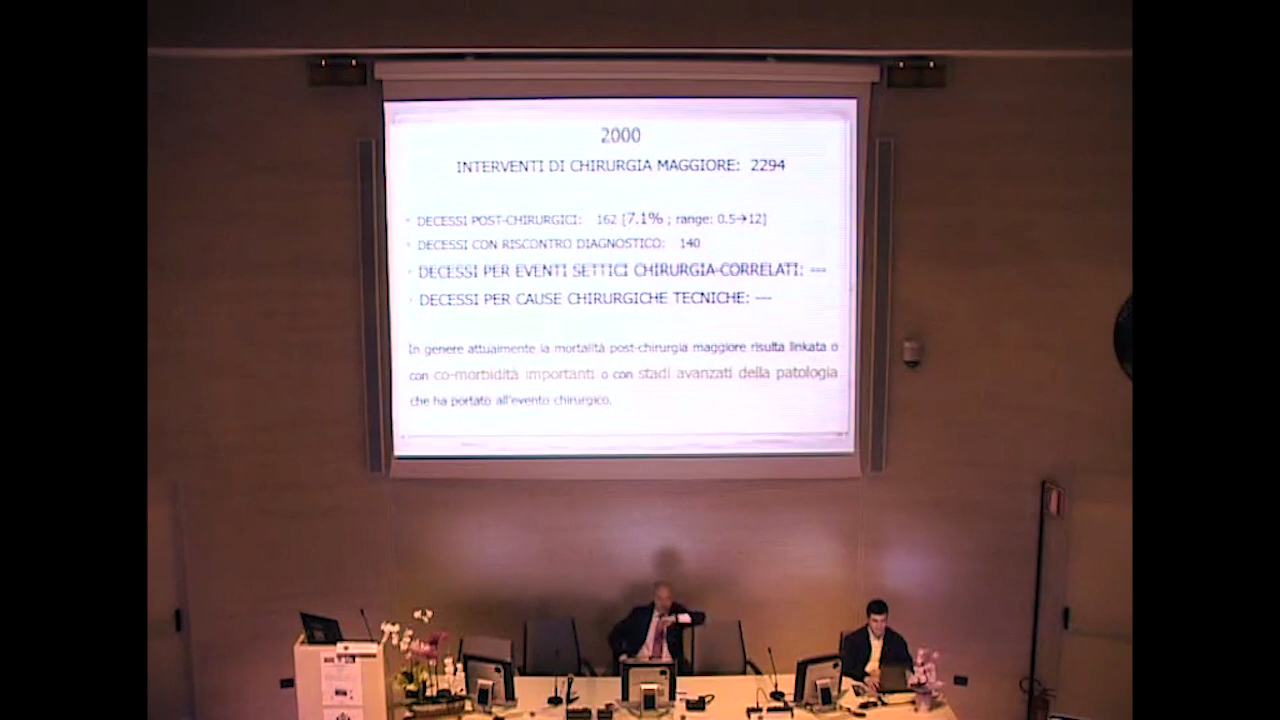 2000
INTERVENTI DI CHIRURGIA MAGGIORE: 2294
DECESSI POST-CHIRURGICI: 162 [7.1% ; range: 0.5→12]
DECESSI CON RISCONTRO DIAGNOSTICO: 140
DECESSI PER EVENTI SETTICI CHIRURGIA-CORRELATI: ---
DECESSI PER CAUSE CHIRURGICHE TECNICHE: ---
In genere attualmente la mortalità post-chirurgia maggiore risulta linkata o
con co-morbidità importanti o con stadi avanzati della patologia
che ha portato all'evento chirurgico.